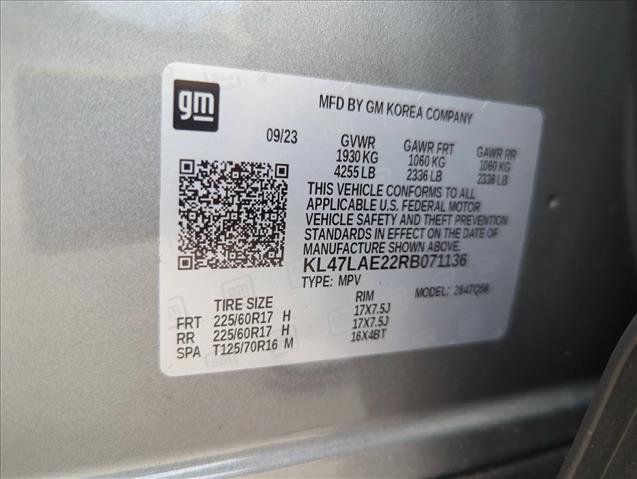 gm
MFD BY GM KOREA COMPANY
09/23 GVWR GAWR FRT GAWR RR
1930 KG 1060 KG 1060 KG
4255 LB 2336 LB 2336 LB
THIS VEHICLE CONFORMS TO ALL
APPLICABLE U.S. FEDERAL MOTOR
VEHICLE SAFETY AND THEFT PREVENTION
STANDARDS IN EFFECT ON THE DATE OF
MANUFACTURE SHOWN ABOVE.
KL47LAE22RB071136
TYPE: MPV MODEL:
TIRE SIZE RIM
FRT 225/60R17 H 17X7.5J
RR 225/60R17 H 17X7.5J
SPA T125/70R16 M 16X4BT